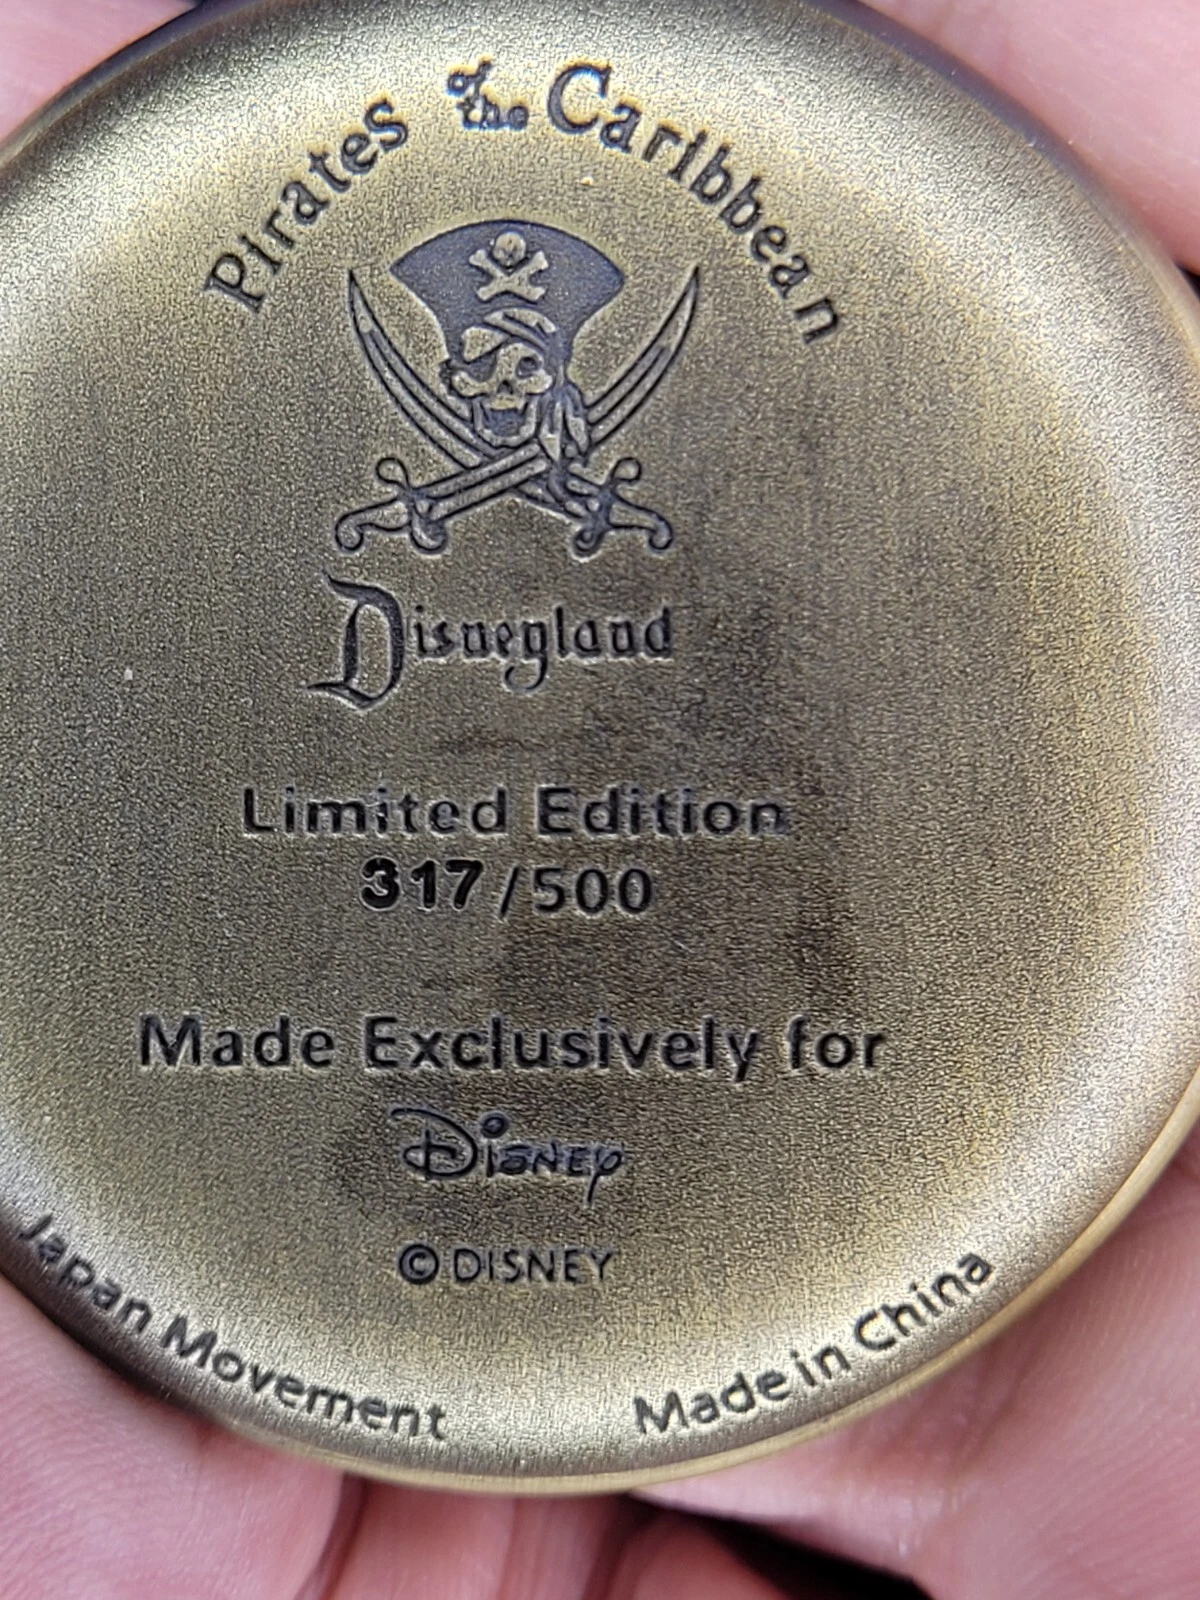 Pirates of the Caribbean
Disneyland
Limited Edition
317/500
Made Exclusively for
Disney
© DISNEY
Japan Movement
Made in China